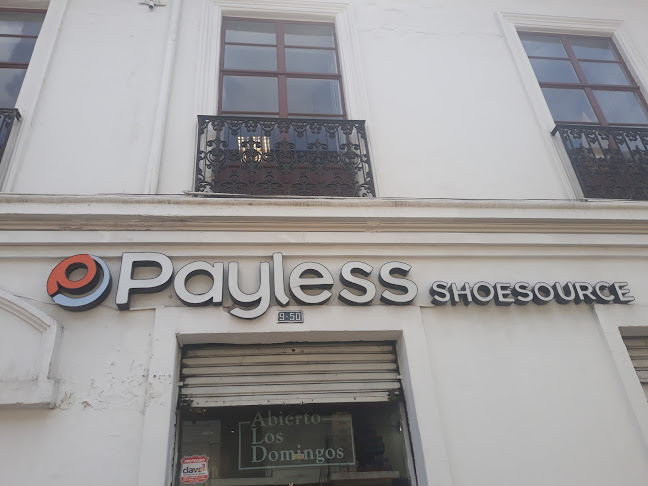 Payless SHOESOURCE
9-50
Abierto
Los
Domingos
clave